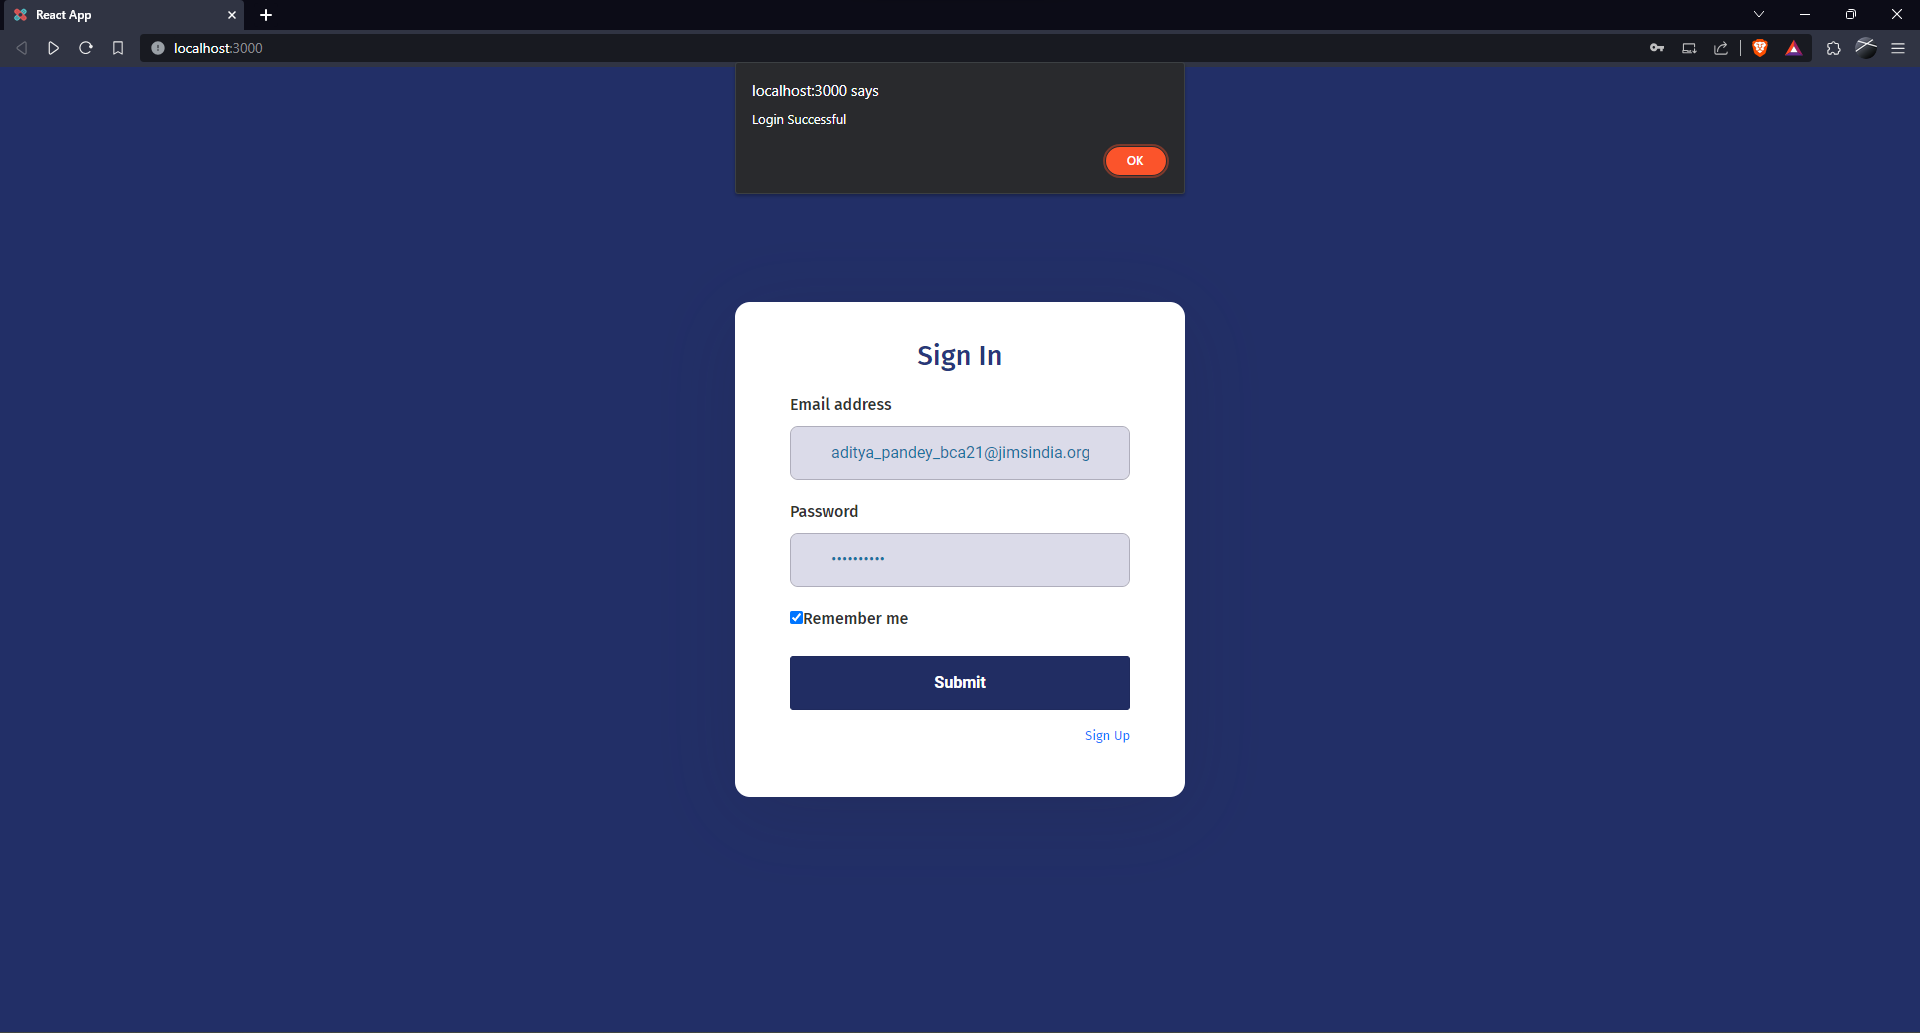 React App
localhost:3000
localhost:3000 says
Login Successful
OK
Sign In
Email address
aditya_pandey_bca21@jimsindia.org
Password
••••••••••
Remember me
Submit
Sign Up